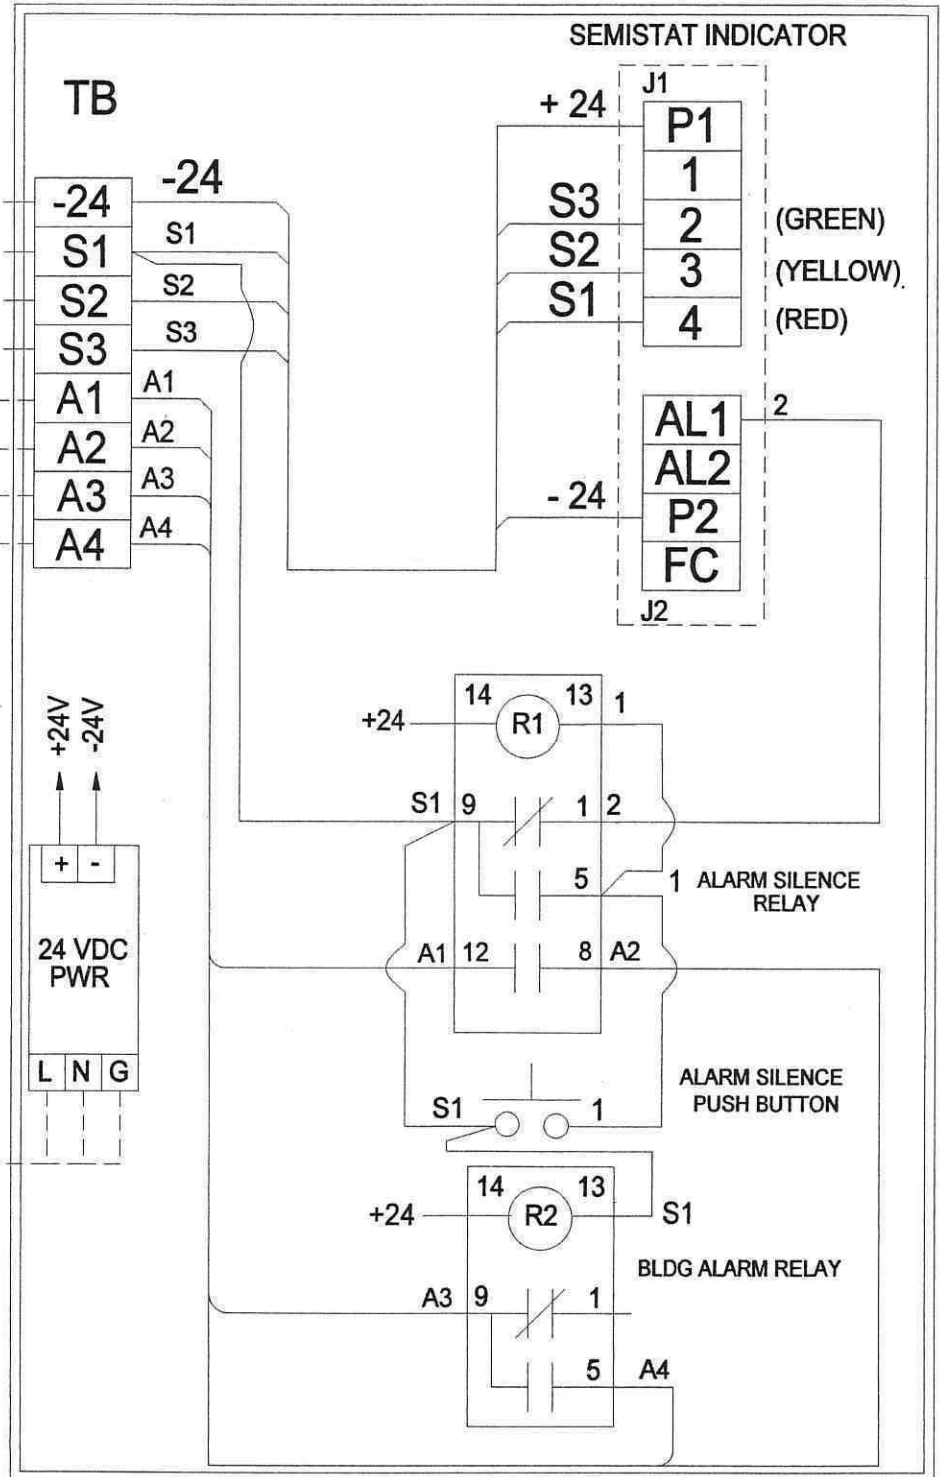 SEMISTAT INDICATOR
TB
J1
+ 24
P1
1
S3
2
(GREEN)
S2
3
(YELLOW)
S1
4
(RED)
-24
-24
S1
S1
S2
S2
S3
S3
A1
A1
A2
A2
A3
A3
A4
A4
AL1
2
AL2
- 24
P2
FC
J2
+24V
-24V
+ -
24 VDC
PWR
L N G
14 13 1
+24 R1
S1 9 1 2
5 1
ALARM SILENCE
RELAY
A1 12 8 A2
ALARM SILENCE
PUSH BUTTON
S1 1
14 13
+24 R2 S1
BLDG ALARM RELAY
A3 9 1
5 A4